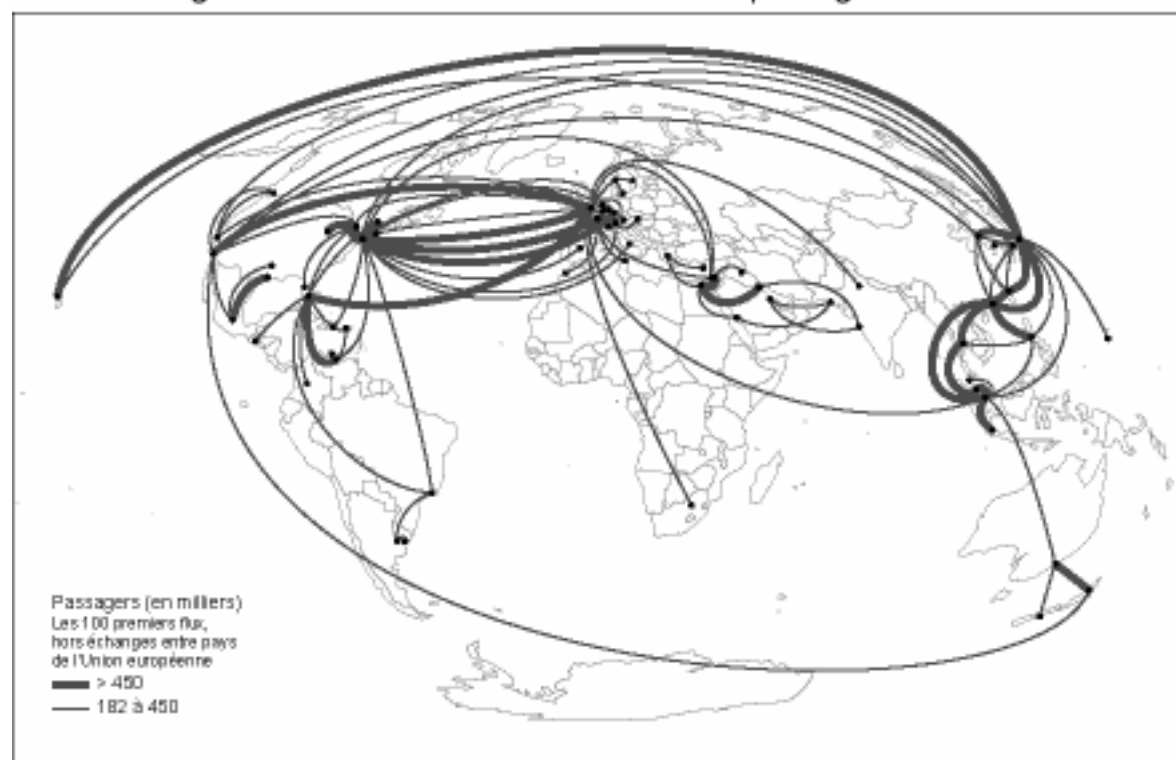 Passagers (en milliers)
Les 100 premiers flux,
hors échanges entre pays
de l'Union européenne
> 450
182 à 450